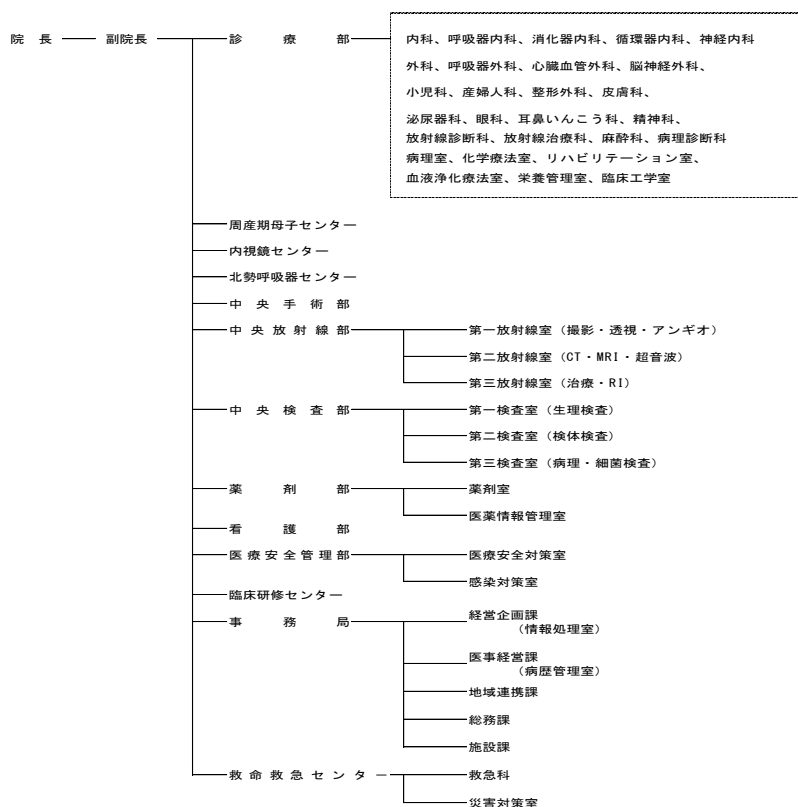 院 長 副院長 診 療 部 内科、呼吸器内科、消化器内科、循環器内科、神経内科
外科、呼吸器外科、心臓血管外科、脳神経外科、
小児科、産婦人科、整形外科、皮膚科、
泌尿器科、眼科、耳鼻いんこう科、精神科、
放射線診断科、放射線治療科、麻酔科、病理診断科
病理室、化学療法室、リハビリテーション室、
血液浄化療法室、栄養管理室、臨床工学室
周産期母子センター
内視鏡センター
北勢呼吸器センター
中 央 手 術 部
中 央 放 射 線 部 第一放射線室（撮影・透視・アンギオ）
第二放射線室（CT・MRI・超音波）
第三放射線室（治療・RI）
中 央 検 査 部 第一検査室（生理検査）
第二検査室（検体検査）
第三検査室（病理・細菌検査）
薬 剤 部 薬剤室
医薬情報管理室
看 護 部
医 療 安 全 管 理 部 医療安全対策室
感染対策室
臨床研修センター
事 務 局 経営企画課
（情報処理室）
医事経営課
（病歴管理室）
地域連携課
総務課
施設課
救 命 救 急 セ ン タ ー 救急科
災害対策室